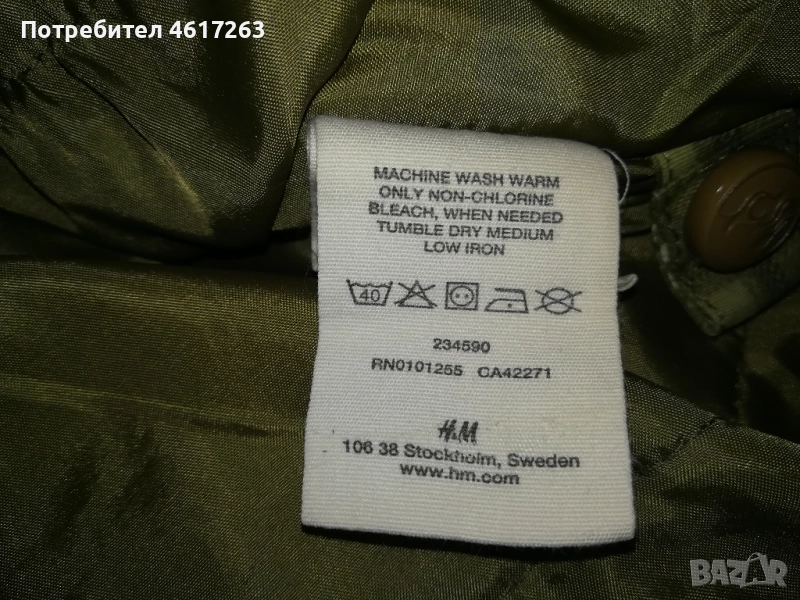 Потребител 4617263
MACHINE WASH WARM
ONLY NON-CHLORINE
BLEACH, WHEN NEEDED
TUMBLE DRY MEDIUM
LOW IRON
40
234590
RN0101255 CA42271
H&M
106 38 Stockholm, Sweden
www.hm.com
BAZAR